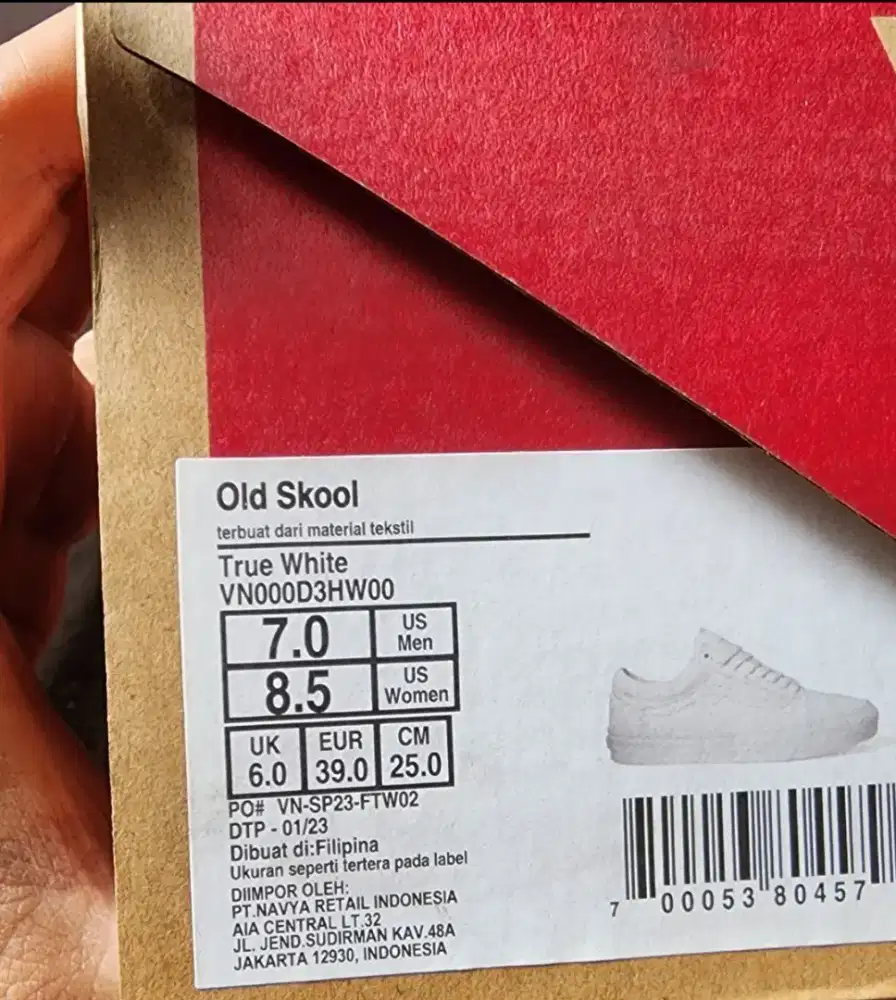 Old Skool
terbuat dari material tekstil
True White
VN000D3HW00
7.0 US Men
8.5 US Women
UK EUR CM
6.0 39.0 25.0
PO# VN-SP23-FTW02
DTP - 01/23
Dibuat di:Filipina
Ukuran seperti tertera pada label
DIIMPOR OLEH:
PT.NAVYA RETAIL INDONESIA
AIA CENTRAL LT.32
JL. JEND.SUDIRMAN KAV.48A
JAKARTA 12930, INDONESIA
7 00053 80457